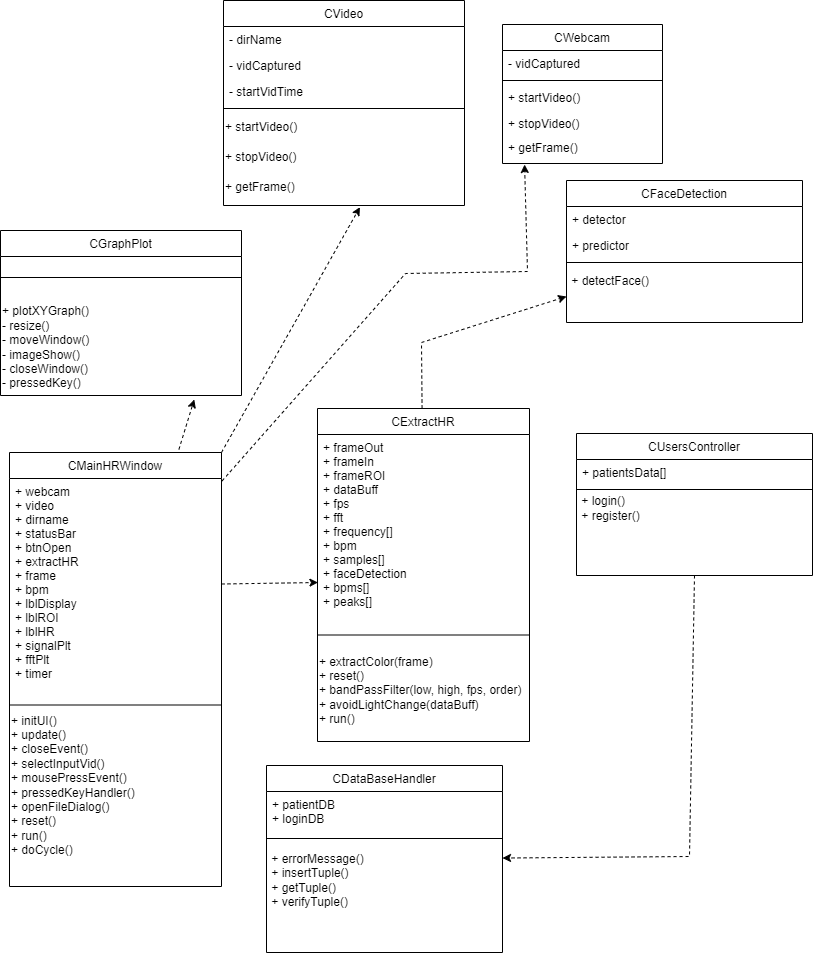 CVideo
- dirName
- vidCaptured
- startVidTime
+ startVideo()
+ stopVideo()
+ getFrame()
CWebcam
- vidCaptured
+ startVideo()
+ stopVideo()
+ getFrame()
CFaceDetection
+ detector
+ predictor
+ detectFace()
CGraphPlot
+ plotXYGraph()
- resize()
- moveWindow()
- imageShow()
- closeWindow()
- pressedKey()
CExtractHR
+ frameOut
+ frameIn
+ frameROI
+ dataBuff
+ fps
+ fft
+ frequency[]
+ bpm
+ samples[]
+ faceDetection
+ bpms[]
+ peaks[]
+ extractColor(frame)
+ reset()
+ bandPassFilter(low, high, fps, order)
+ avoidLightChange(dataBuff)
+ run()
CUsersController
+ patientsData[]
+ login()
+ register()
CMainHRWindow
+ webcam
+ video
+ dirname
+ statusBar
+ btnOpen
+ extractHR
+ frame
+ bpm
+ lblDisplay
+ lblROI
+ lblHR
+ signalPlt
+ fftPlt
+ timer
+ initUI()
+ update()
+ closeEvent()
+ selectInputVid()
+ mousePressEvent()
+ pressedKeyHandler()
+ openFileDialog()
+ reset()
+ run()
+ doCycle()
CDataBaseHandler
+ patientDB
+ loginDB
+ errorMessage()
+ insertTuple()
+ getTuple()
+ verifyTuple()